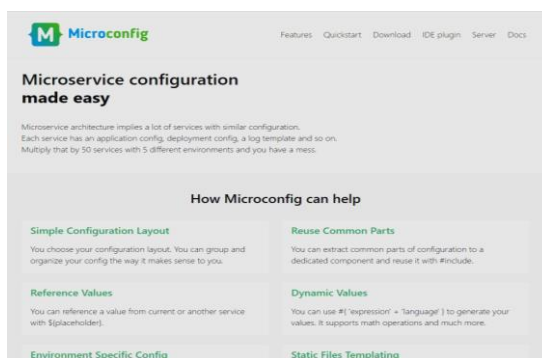 M Microconfig
Features Quickstart Download IDE plugin Server Docs
Microservice configuration
made easy
Microservice architecture implies a lot of services with similar configuration.
Each service has an application config, deployment config, a log template and so on.
Multiply that by 50 services with 5 different environments and you have a mess.
How Microconfig can help
Simple Configuration Layout
You choose your configuration layout. You can group and
organize your config the way it makes sense to you.
Reuse Common Parts
You can extract common parts of configuration to a
dedicated component and reuse it with #include.
Reference Values
You can reference a value from current or another service
with ${placeholder}.
Dynamic Values
You can use #{ 'expression' + 'language' } to generate your
values. It supports math operations and much more.
Environment Specific Config
Static Files Templating